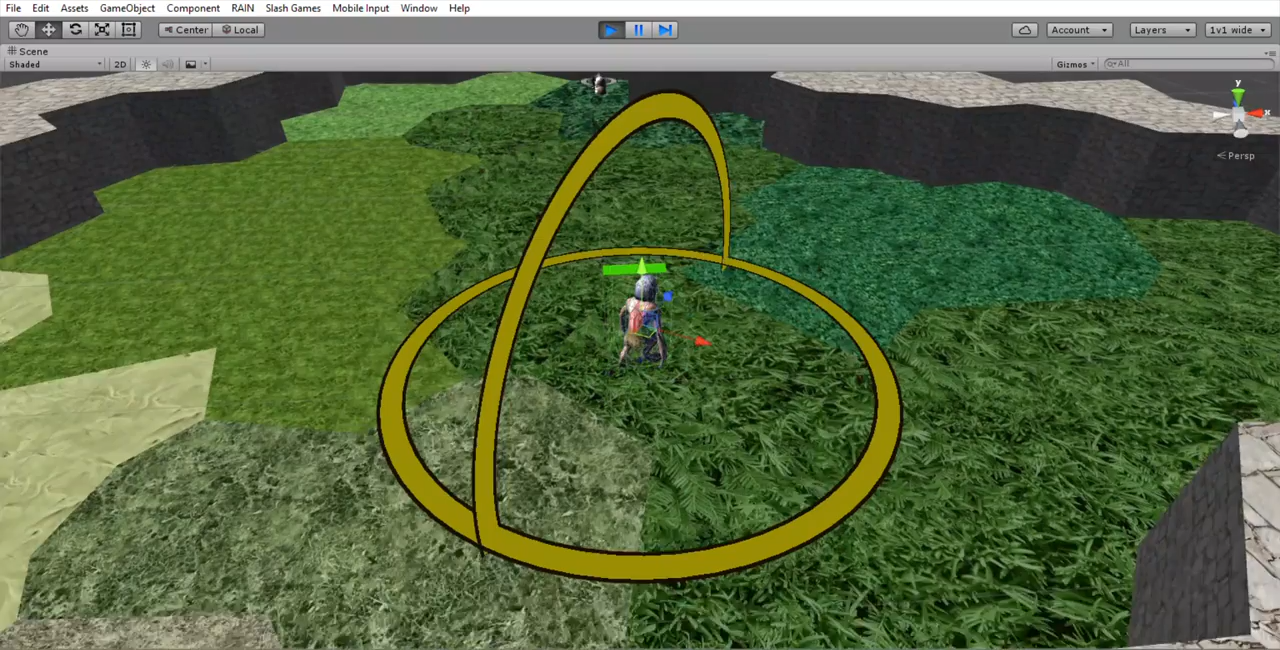 File Edit Assets GameObject Component RAIN Slash Games Mobile Input Window Help
Center Local Account Layers 1v1 wide
Scene
Shaded 2D Gizmos All
y
x
Persp